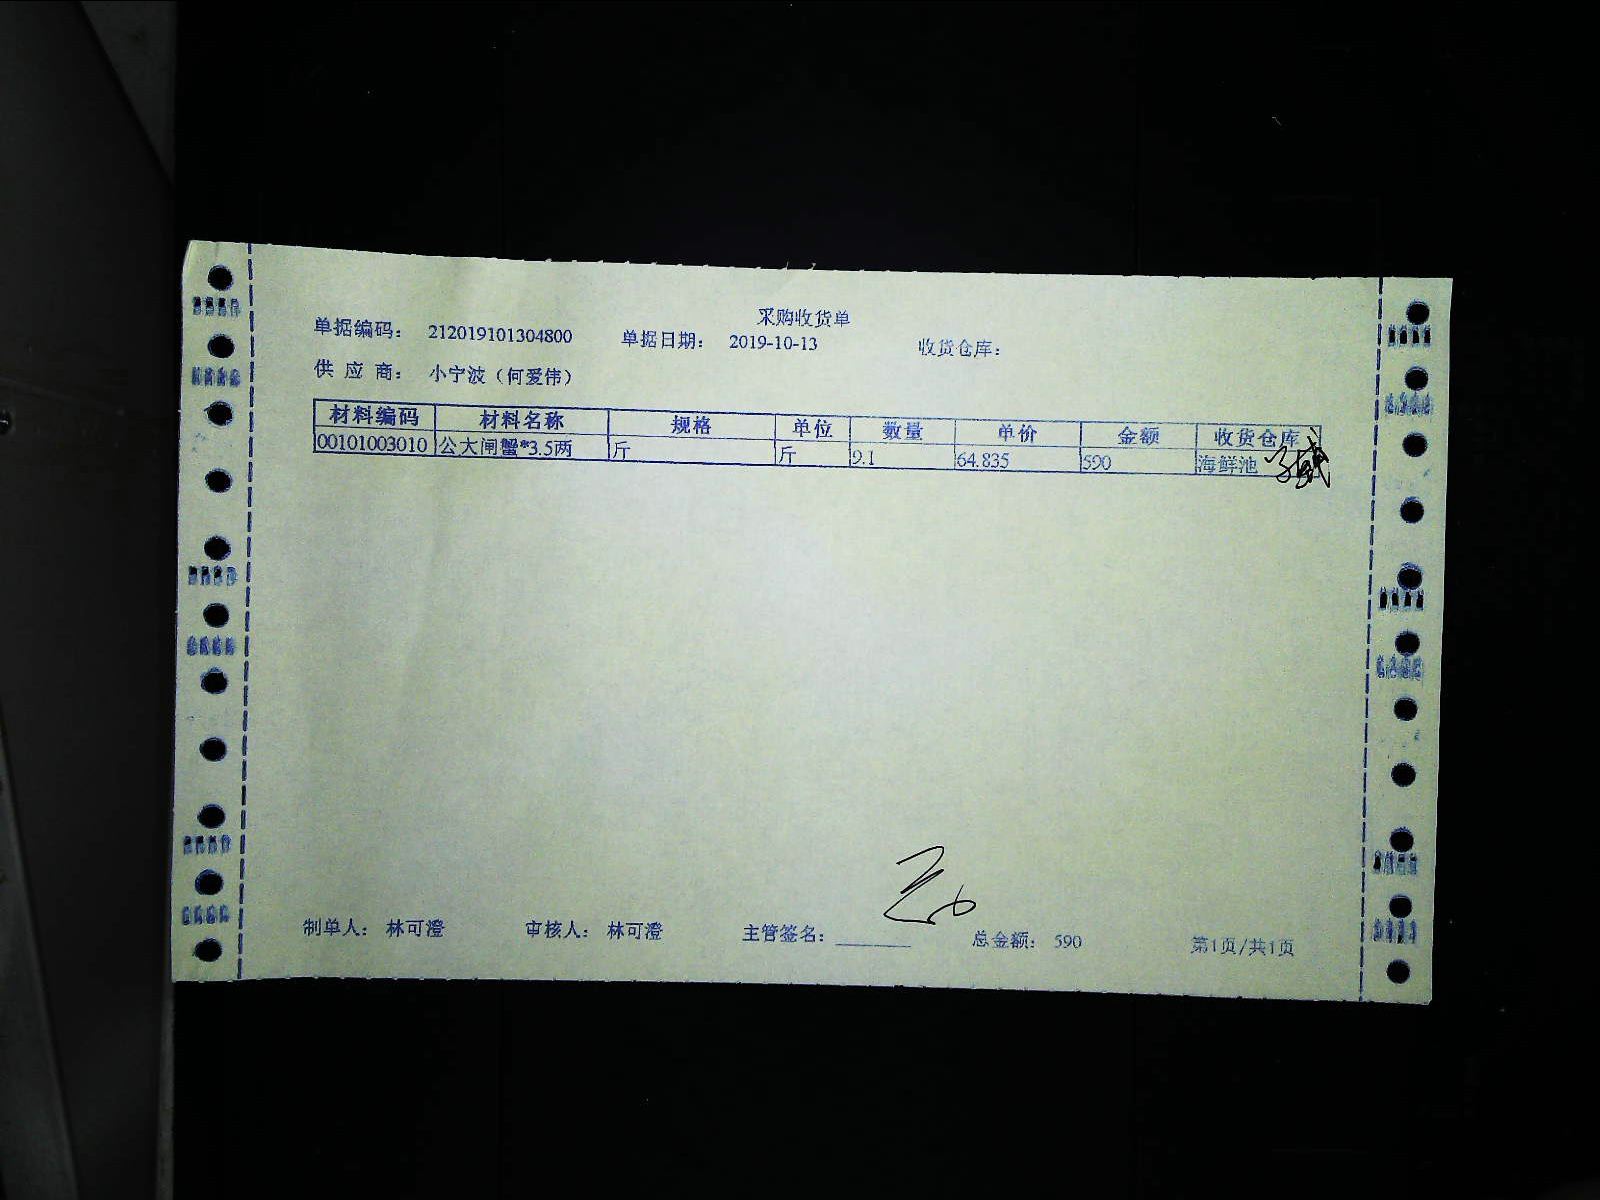 采购收货单
单据编码: 212019101304800 单据日期: 2019-10-13 收货仓库:
供 应 商: 小宁波（何爱伟）
材料编码 材料名称 规格 单位 数量 单价 金额 收货仓库
00101003010 公大闸蟹*3.5两 斤 斤 9.1 64.835 590 海鲜池
制单人: 林可澄 审核人: 林可澄 主管签名: 总金额: 590 第1页/共1页